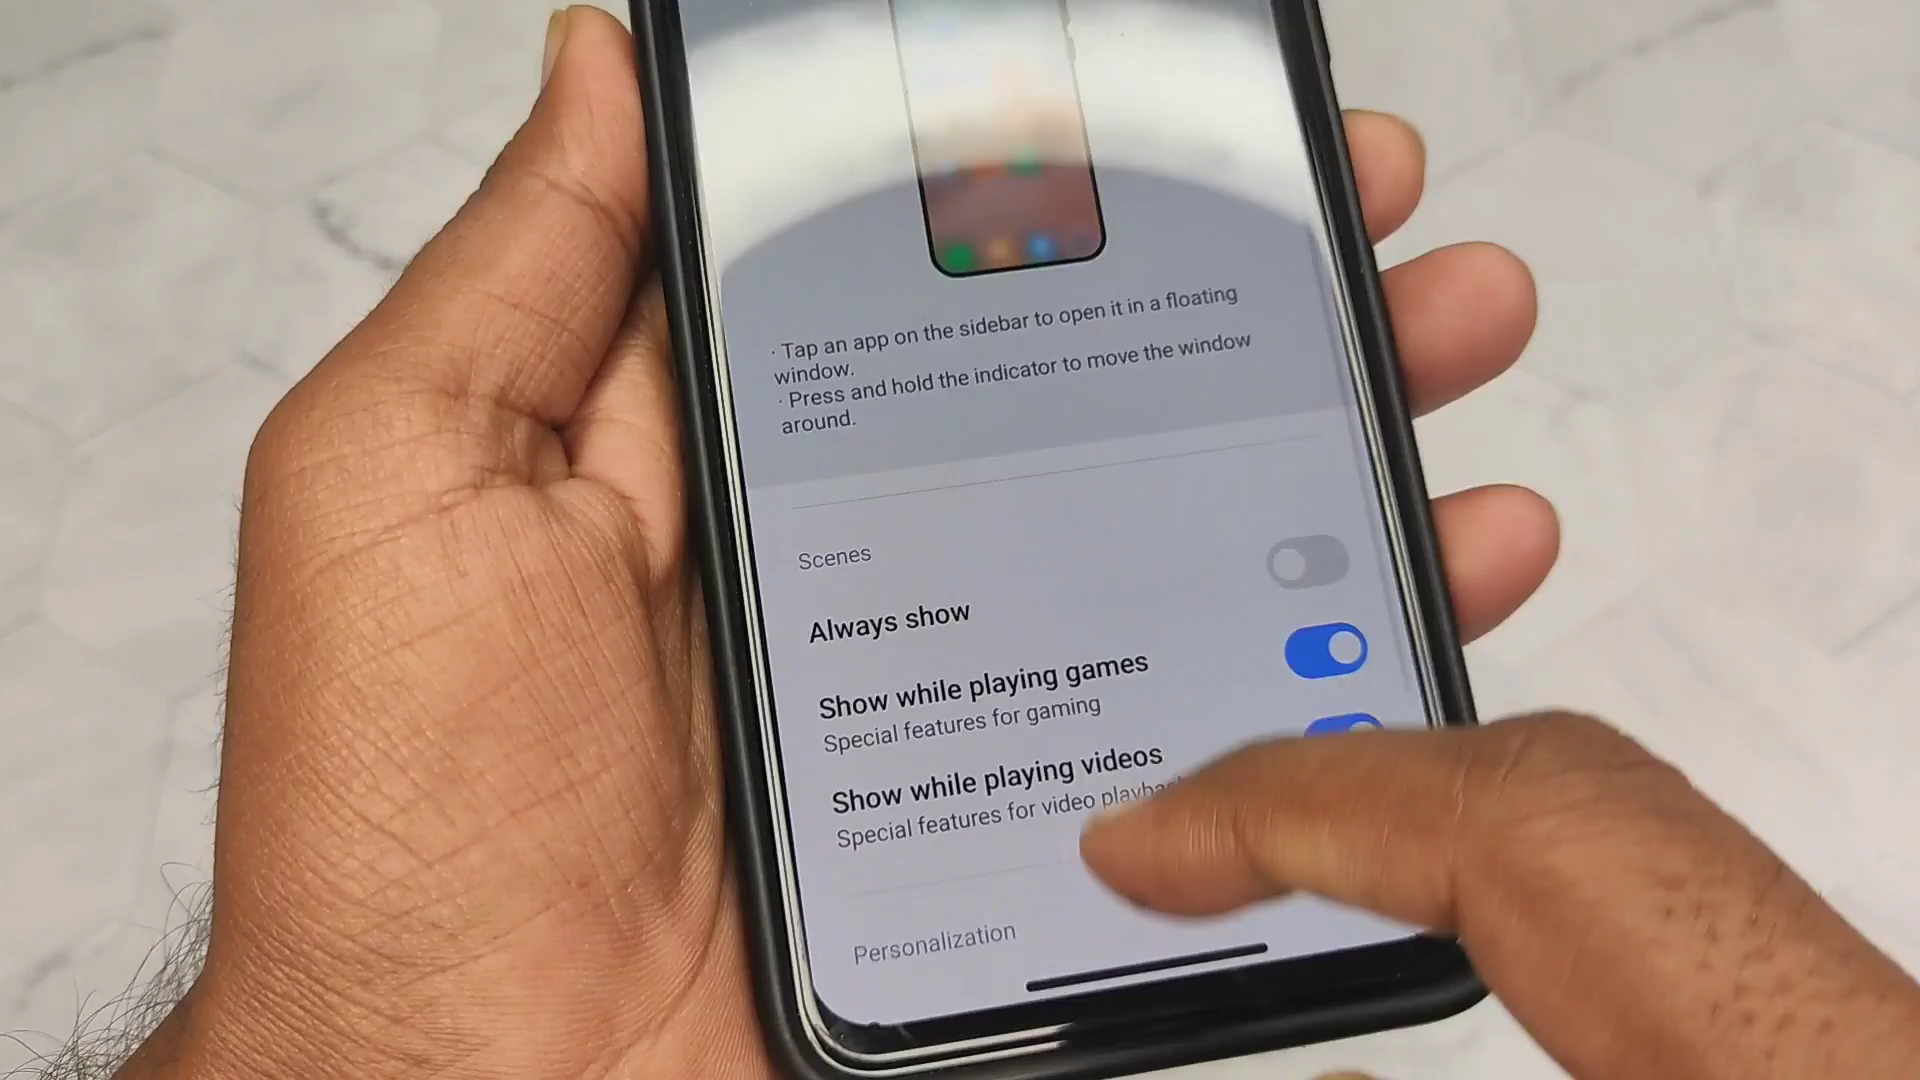 · Tap an app on the sidebar to open it in a floating
window.
· Press and hold the indicator to move the window
around.
Scenes
Always show
Show while playing games
Special features for gaming
Show while playing videos
Special features for video
Personalization